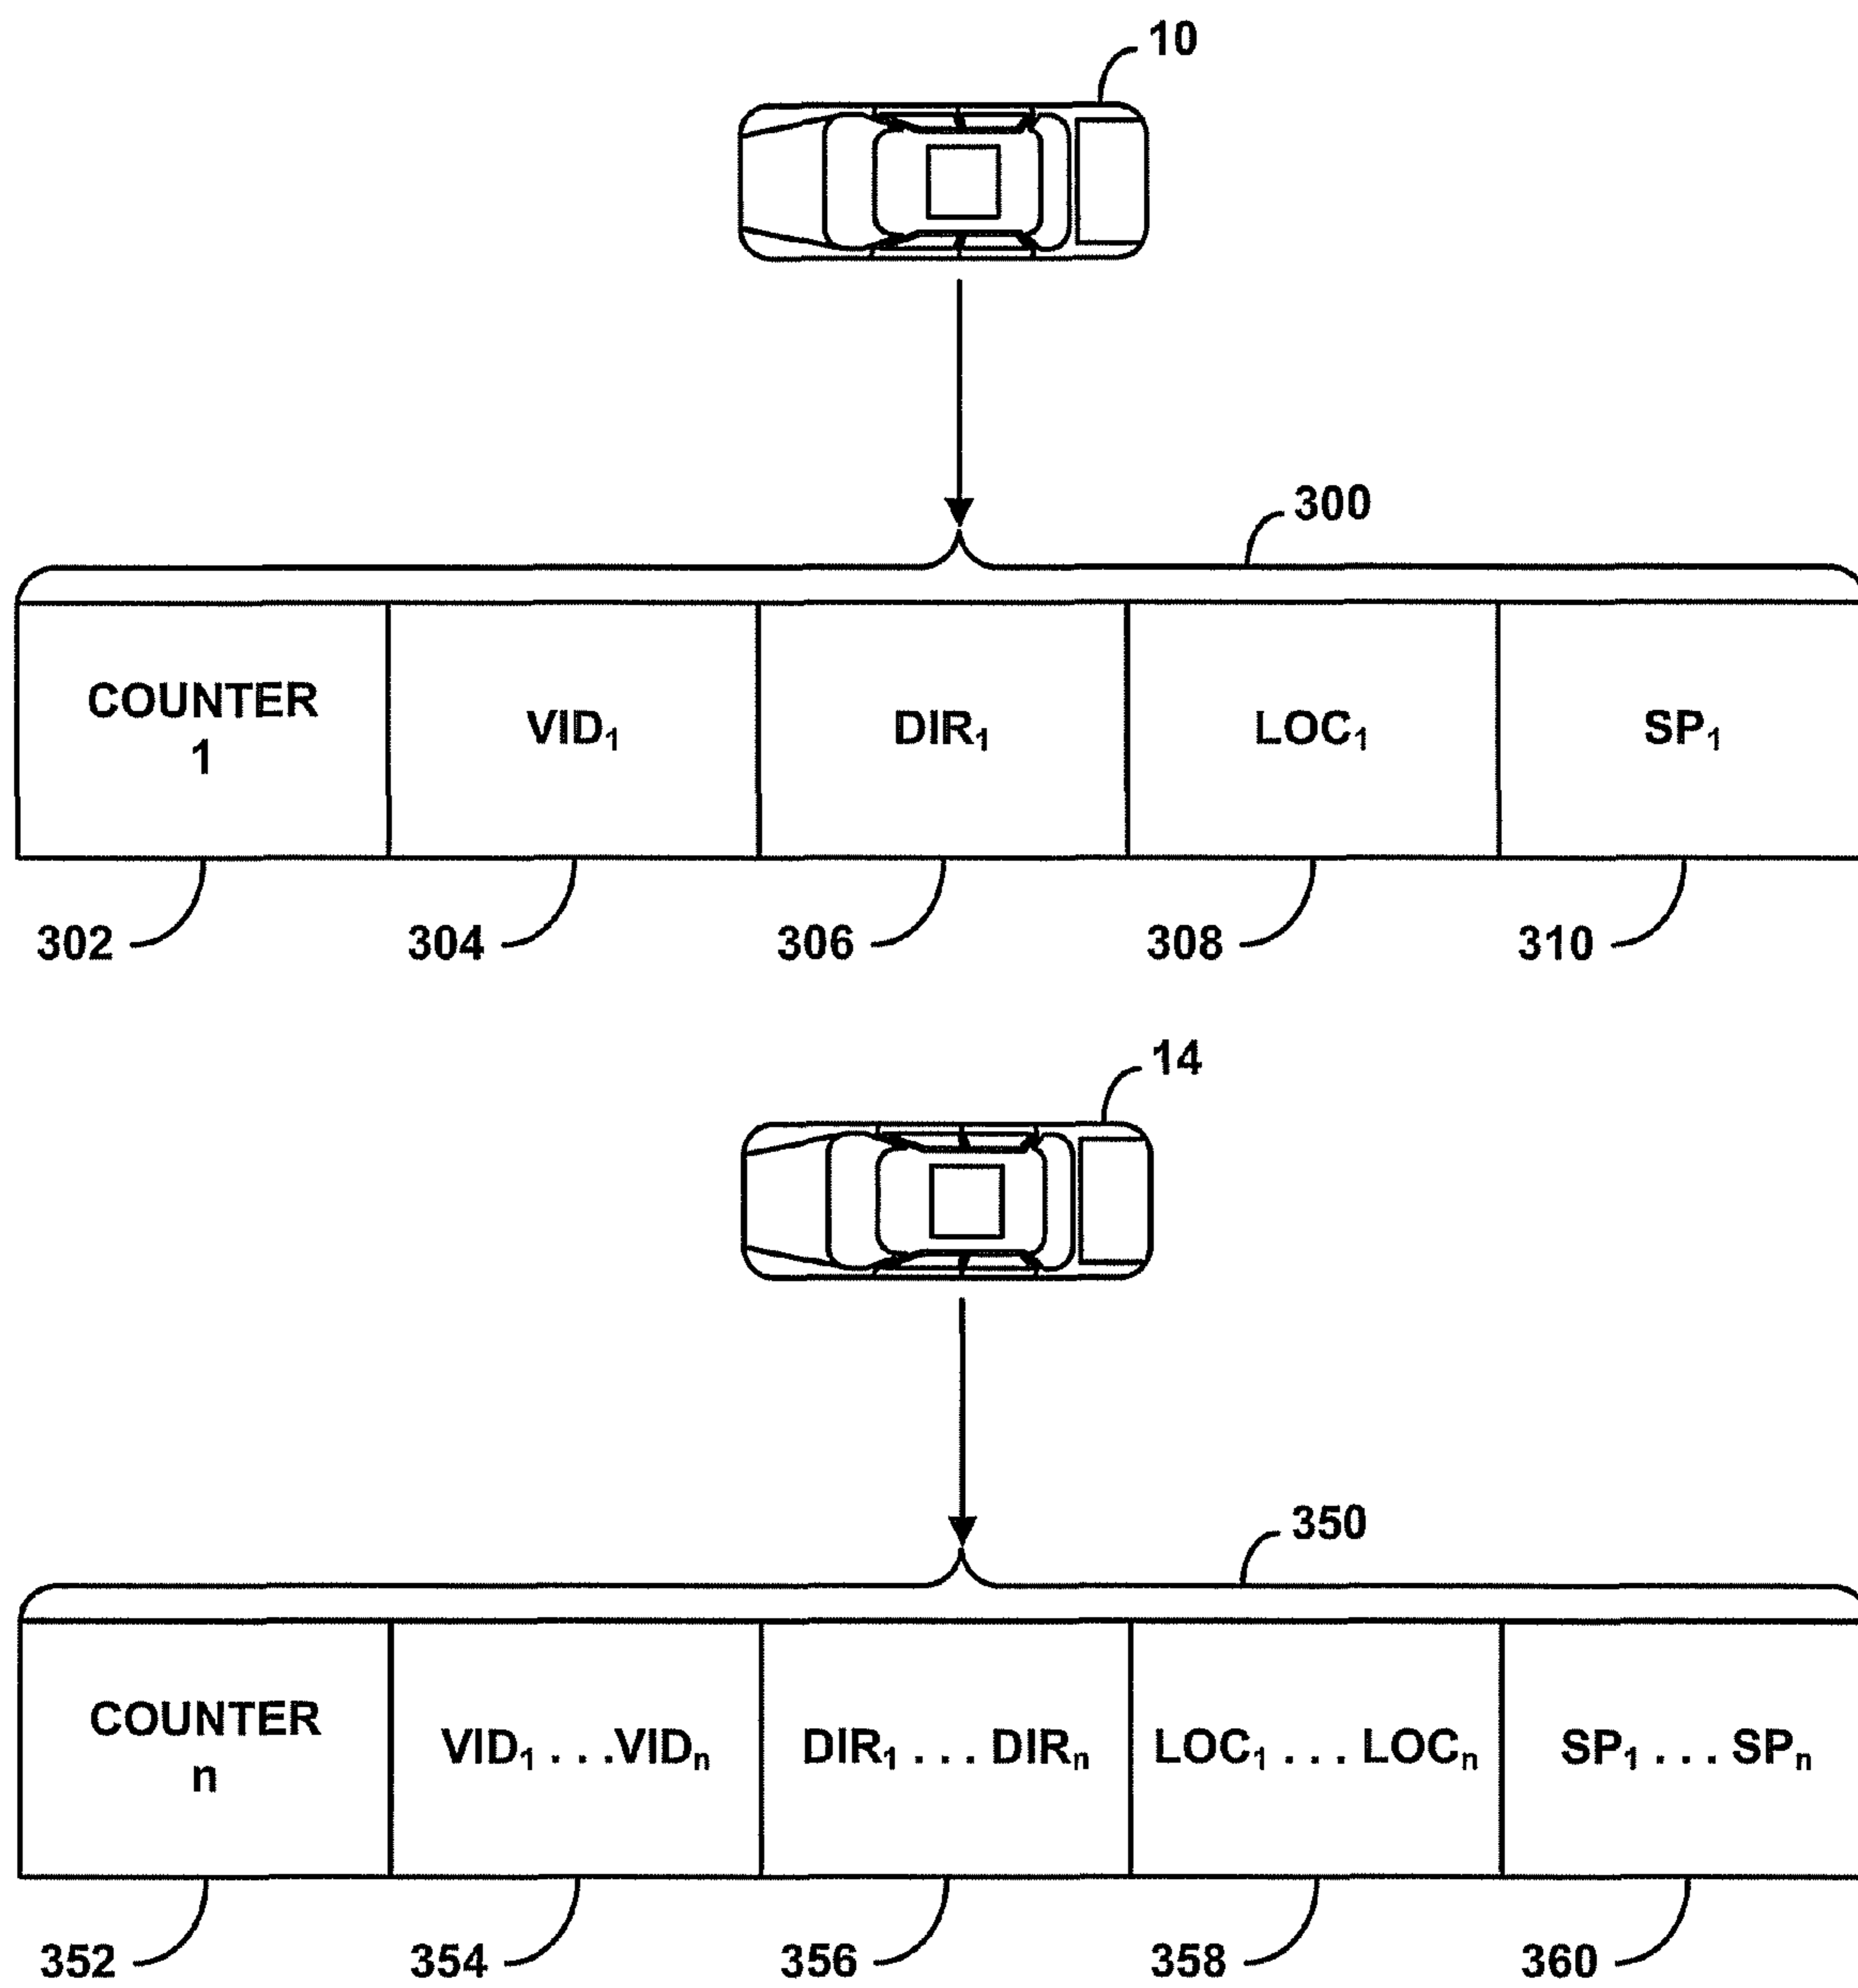 10
300
COUNTER
1
VID₁
DIR₁
LOC₁
SP₁
302
304
306
308
310
14
350
COUNTER
n
VID₁ . . .VIDₙ
DIR₁ . . . DIRₙ
LOC₁ . . . LOCₙ
SP₁ . . . SPₙ
352
354
356
358
360